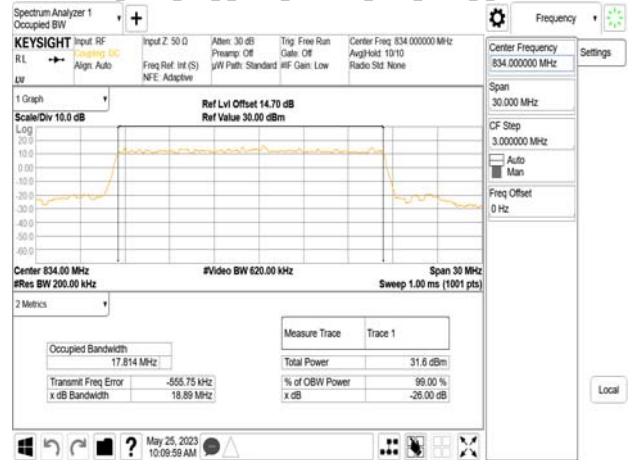 Spectrum Analyzer 1
Occupied BW
Frequency
KEYSIGHT
RL
Input: RF
Coupling: DC
Align: Auto
Input Z: 50 Ω
Freq Ref: Int (S)
NFE: Adaptive
Atten: 30 dB
Preamp: Off
µW Path: Standard
Trig: Free Run
Gate: Off
#IF Gain: Low
Center Freq: 834.000000 MHz
Avg|Hold: 10/10
Radio Std: None
Center Frequency
834.000000 MHz
Settings
Span
30.000 MHz
CF Step
3.000000 MHz
Auto
Man
Freq Offset
0 Hz
Local
1 Graph
Scale/Div 10.0 dB
Ref Lvl Offset 14.70 dB
Ref Value 30.00 dBm
Log
20.0
10.0
0.00
-10.0
-20.0
-30.0
-40.0
-50.0
-60.0
Center 834.00 MHz
#Video BW 620.00 kHz
Span 30 MHz
#Res BW 200.00 kHz
Sweep 1.00 ms (1001 pts)
2 Metrics
Measure Trace Trace 1
Occupied Bandwidth
17.814 MHz
Total Power 31.6 dBm
Transmit Freq Error -555.75 kHz
% of OBW Power 99.00 %
x dB Bandwidth 18.89 MHz
x dB -26.00 dB
May 25, 2023
10:09:59 AM